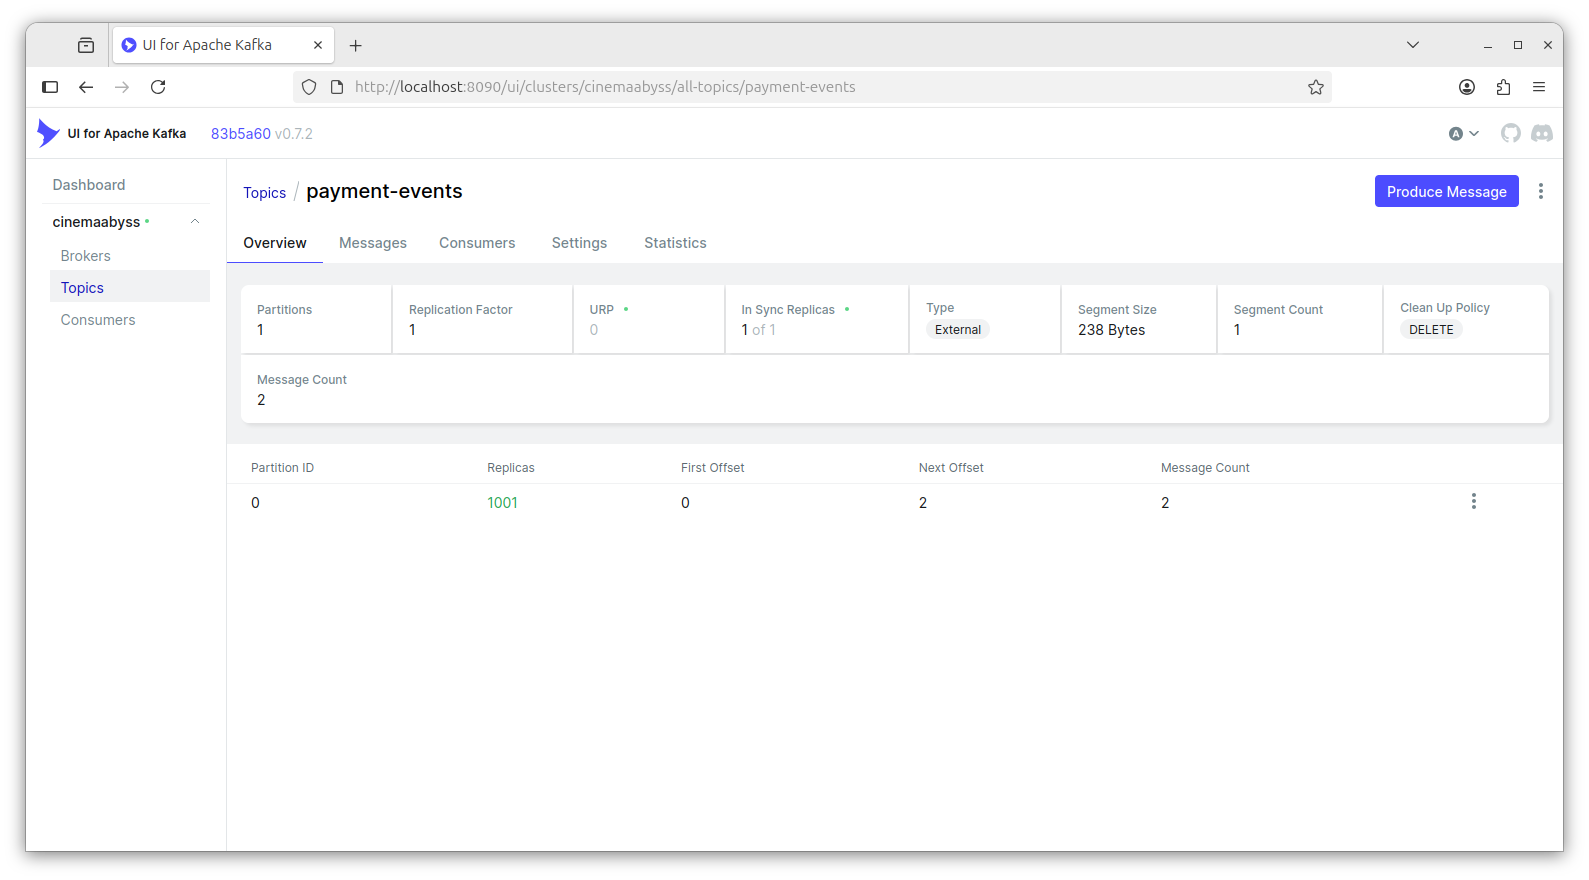 UI for Apache Kafka
http://localhost:8090/ui/clusters/cinemaabyss/all-topics/payment-events
UI for Apache Kafka 83b5a60 v0.7.2
A
Dashboard
cinemaabyss
Brokers
Topics
Consumers
Topics / payment-events
Produce Message
Overview Messages Consumers Settings Statistics
Partitions
1
Replication Factor
1
URP
0
In Sync Replicas
1 of 1
Type
External
Segment Size
238 Bytes
Segment Count
1
Clean Up Policy
DELETE
Message Count
2
Partition ID Replicas First Offset Next Offset Message Count
0 1001 0 2 2